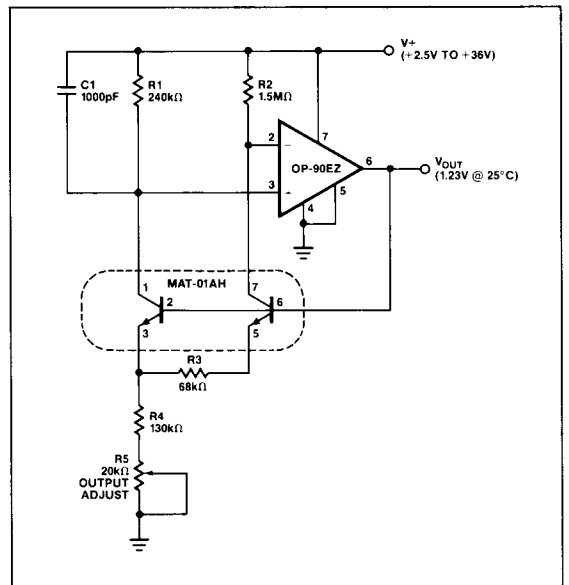 V+
(+2.5V TO +36V)
C1
1000pF
R1
240kΩ
R2
1.5MΩ
7
2
−
OP-90EZ
6
VOUT
(1.23V @ 25°C)
3
−
5
4
MAT-01AH
1
7
2
6
3
5
R3
68kΩ
R4
130kΩ
R5
20kΩ
OUTPUT
ADJUST